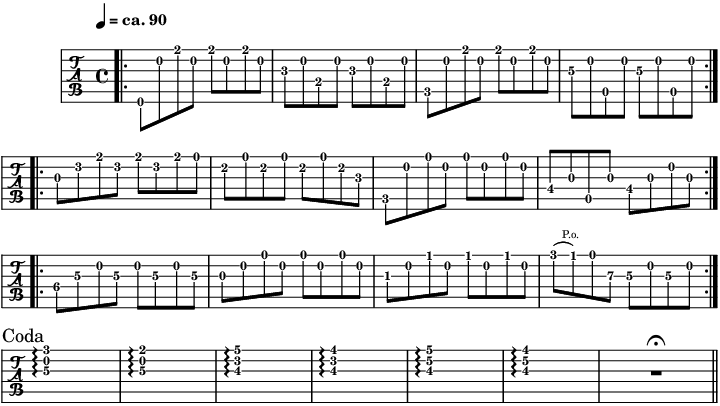 ♩ = ca. 90
TAB C 0 0 2 0 2 0 2 0 3 0 2 0 3 0 2 0 3 0 2 0 2 0 2 0 5 0 0 0 5 0 0 0
TAB 0 3 2 3 2 3 2 0 2 0 2 0 2 0 2 3 3 0 0 0 0 0 0 0 4 0 0 0 4 0 0 0
P.o.
TAB 6 5 0 5 0 5 0 5 0 0 0 0 0 0 0 0 1 0 1 0 1 0 1 0 3 1 0 7 5 0 5 0
Coda
TAB
3 2 5 4 5 4
0 0 3 3 5 5
5 5 4 4 4 4